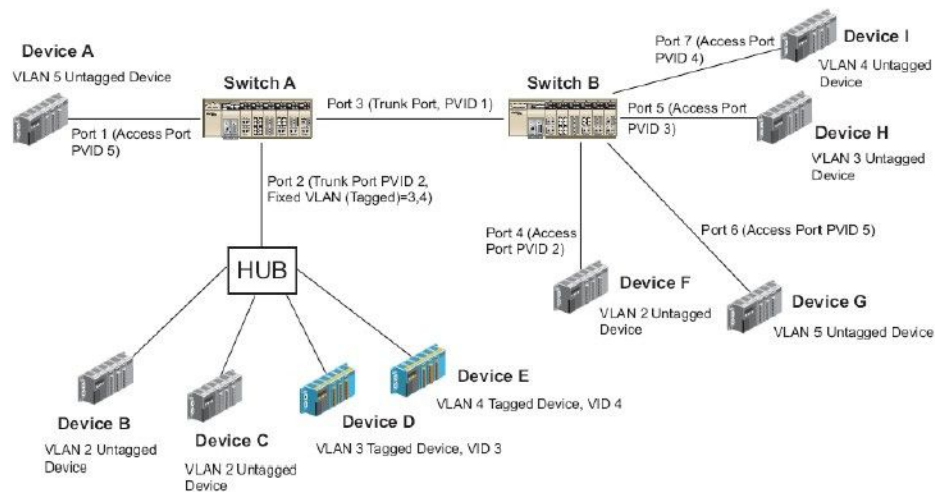 Device A
VLAN 5 Untagged Device
Port 1 (Access Port
PVID 5)
Switch A
Port 3 (Trunk Port, PVID 1)
Switch B
Port 7 (Access Port
PVID 4)
Device I
VLAN 4 Untagged
Device
Port 5 (Access Port
PVID 3)
Device H
VLAN 3 Untagged
Device
Port 2 (Trunk Port PVID 2,
Fixed VLAN (Tagged)=3,4)
Port 4 (Access
Port PVID 2)
Port 6 (Access Port PVID 5)
HUB
Device F
VLAN 2 Untagged
Device
Device G
VLAN 5 Untagged Device
Device B
VLAN 2 Untagged
Device
Device C
VLAN 2 Untagged
Device
Device D
VLAN 3 Tagged Device, VID 3
Device E
VLAN 4 Tagged Device, VID 4